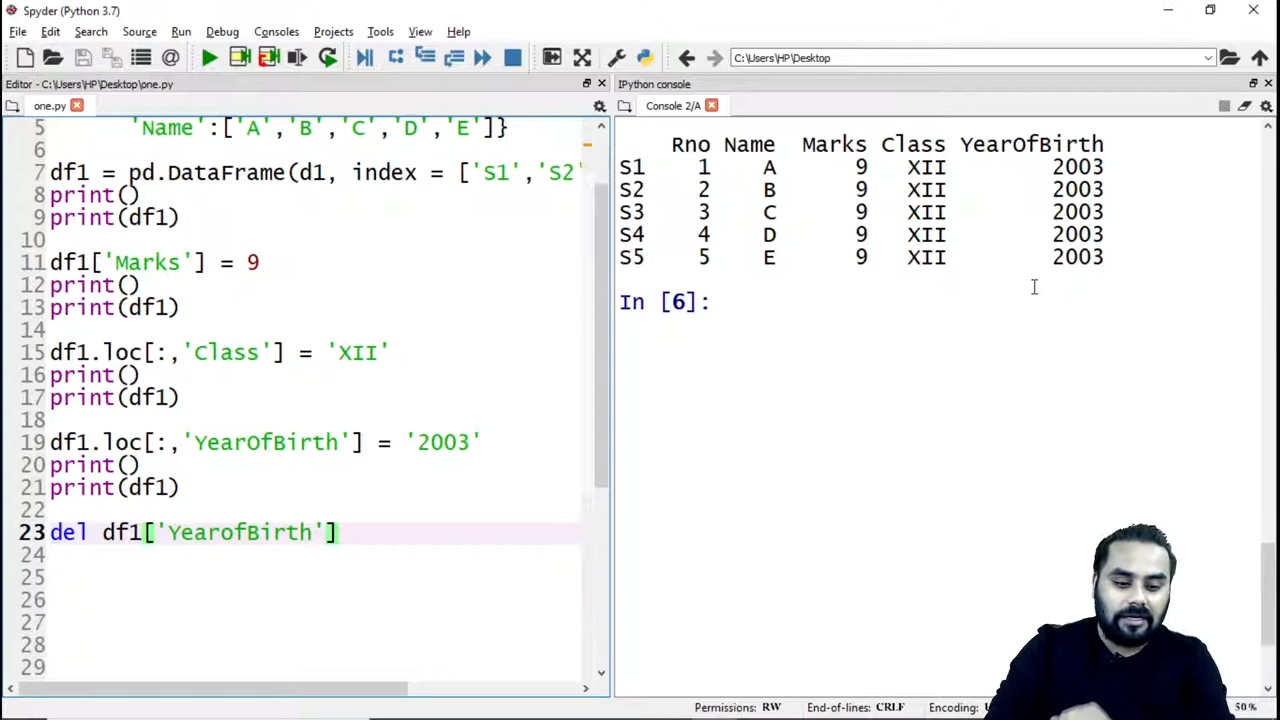 Spyder (Python 3.7)
File Edit Search Source Run Debug Consoles Projects Tools View Help
C:\Users\HP\Desktop
Editor - C:\Users\HP\Desktop\one.py
IPython console
one.py
Console 2/A
5 'Name':['A','B','C','D','E']}
6
7 df1 = pd.DataFrame(d1, index = ['S1','S2'
8 print()
9 print(df1)
10
11 df1['Marks'] = 9
12 print()
13 print(df1)
14
15 df1.loc[:,'Class'] = 'XII'
16 print()
17 print(df1)
18
19 df1.loc[:,'YearOfBirth'] = '2003'
20 print()
21 print(df1)
22
23 del df1['YearofBirth']
24
25
26
27
28
29
Rno Name Marks Class YearOfBirth
S1 1 A 9 XII 2003
S2 2 B 9 XII 2003
S3 3 C 9 XII 2003
S4 4 D 9 XII 2003
S5 5 E 9 XII 2003
In [6]:
Permissions: RW End-of-lines: CRLF Encoding: 50 %